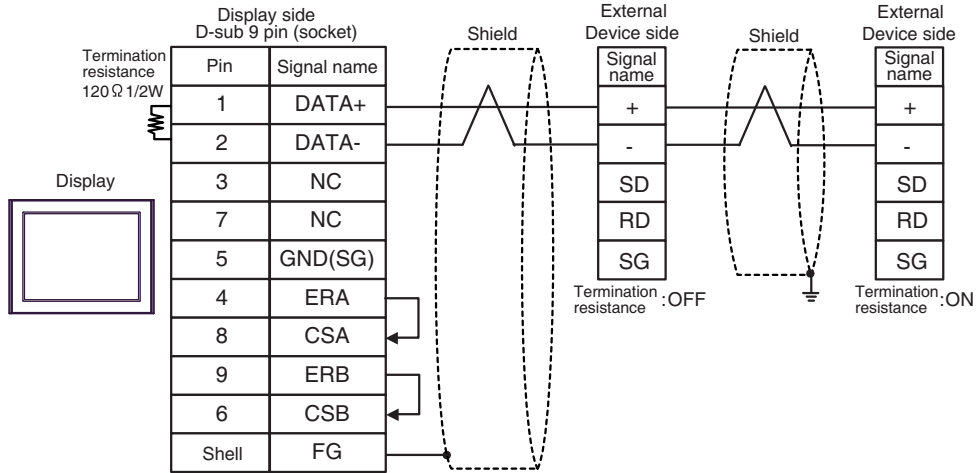 Display side
D-sub 9 pin (socket)
Termination
resistance
120Ω 1/2W
Display
Pin Signal name
1 DATA+
2 DATA-
3 NC
7 NC
5 GND(SG)
4 ERA
8 CSA
9 ERB
6 CSB
Shell FG
Shield
External
Device side
Signal
name
+
-
SD
RD
SG
Termination
resistance :OFF
Shield
External
Device side
Signal
name
+
-
SD
RD
SG
Termination
resistance :ON